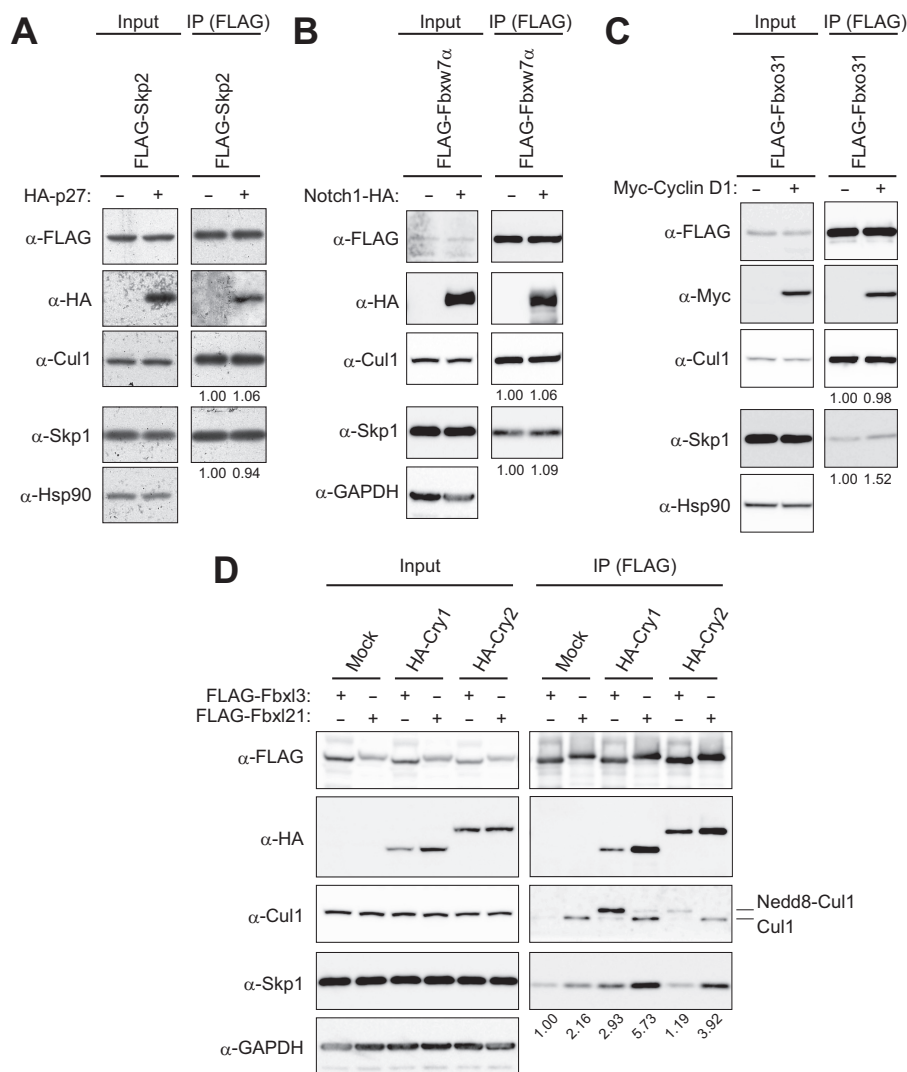 A
Input IP (FLAG)
FLAG-Skp2 FLAG-Skp2
HA-p27: – + – +
α-FLAG
α-HA
α-Cul1
1.00 1.06
α-Skp1
1.00 0.94
α-Hsp90
B
Input IP (FLAG)
FLAG-Fbxw7α FLAG-Fbxw7α
Notch1-HA: – + – +
α-FLAG
α-HA
α-Cul1
1.00 1.06
α-Skp1
1.00 1.09
α-GAPDH
C
Input IP (FLAG)
FLAG-Fbxo31 FLAG-Fbxo31
Myc-Cyclin D1: – + – +
α-FLAG
α-Myc
α-Cul1
1.00 0.98
α-Skp1
1.00 1.52
α-Hsp90
D
Input IP (FLAG)
Mock HA-Cry1 HA-Cry2 Mock HA-Cry1 HA-Cry2
FLAG-Fbxl3: + – + – + – + – + – + –
FLAG-Fbxl21: – + – + – + – + – + – +
α-FLAG
α-HA
α-Cul1
Nedd8-Cul1
Cul1
α-Skp1
1.00 2.16 2.93 5.73 1.19 3.92
α-GAPDH